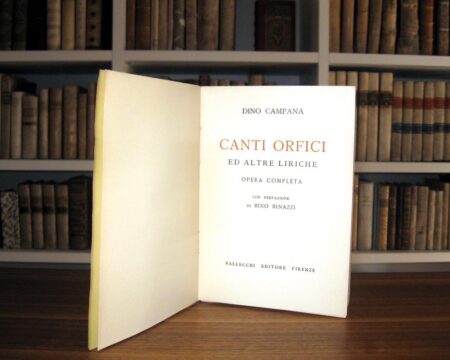 DINO CAMPANA
CANTI ORFICI
ED ALTRE LIRICHE
OPERA COMPLETA
CON PREFAZIONE
DI BINO BINAZZI
VALLECCHI EDITORE FIRENZE